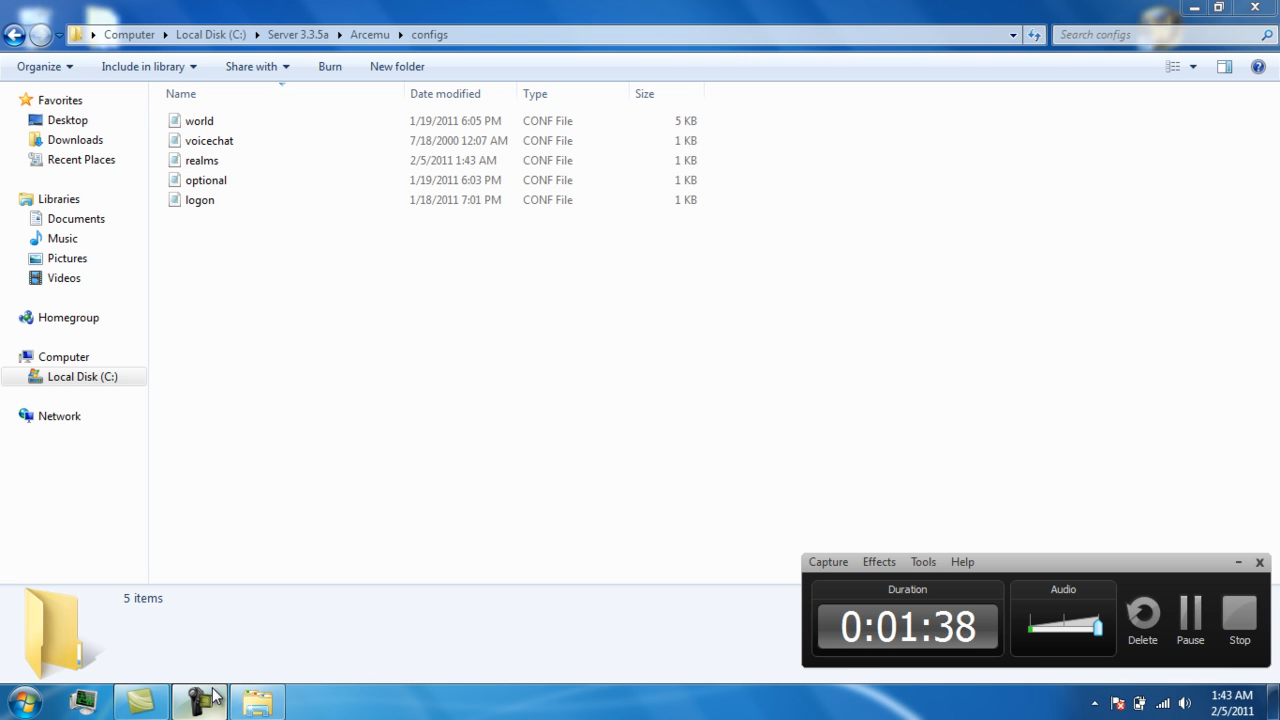 Computer Local Disk (C:) Server 3.3.5a Arcemu configs Search configs
Organize Include in library Share with Burn New folder
Name Date modified Type Size
Favorites
Desktop
Downloads
Recent Places
Libraries
Documents
Music
Pictures
Videos
Homegroup
Computer
Local Disk (C:)
Network
world 1/19/2011 6:05 PM CONF File 5 KB
voicechat 7/18/2000 12:07 AM CONF File 1 KB
realms 2/5/2011 1:43 AM CONF File 1 KB
optional 1/19/2011 6:03 PM CONF File 1 KB
logon 1/18/2011 7:01 PM CONF File 1 KB
5 items
Capture Effects Tools Help
Duration Audio
0:01:38
Delete Pause Stop
1:43 AM
2/5/2011